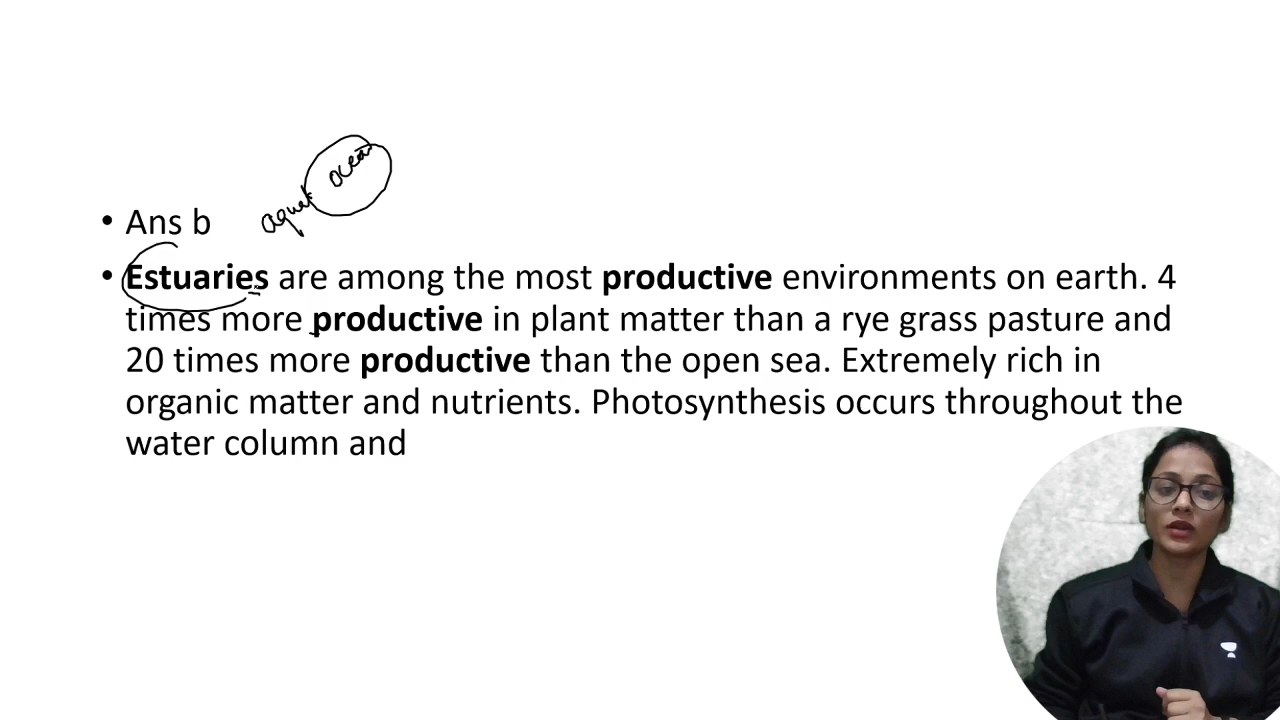 ocean
aquat
• Ans b
• Estuaries are among the most productive environments on earth. 4
times more productive in plant matter than a rye grass pasture and
20 times more productive than the open sea. Extremely rich in
organic matter and nutrients. Photosynthesis occurs throughout the
water column and